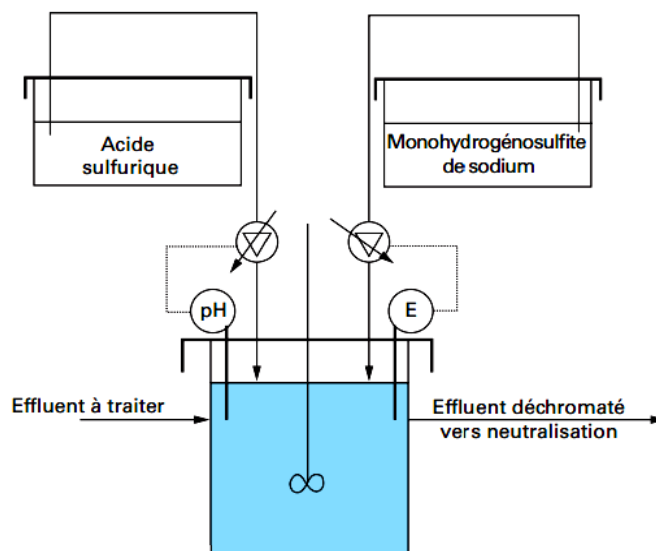 Acide
sulfurique
Monohydrogénosulfite
de sodium
pH
E
Effluent à traiter
Effluent déchromaté
vers neutralisation